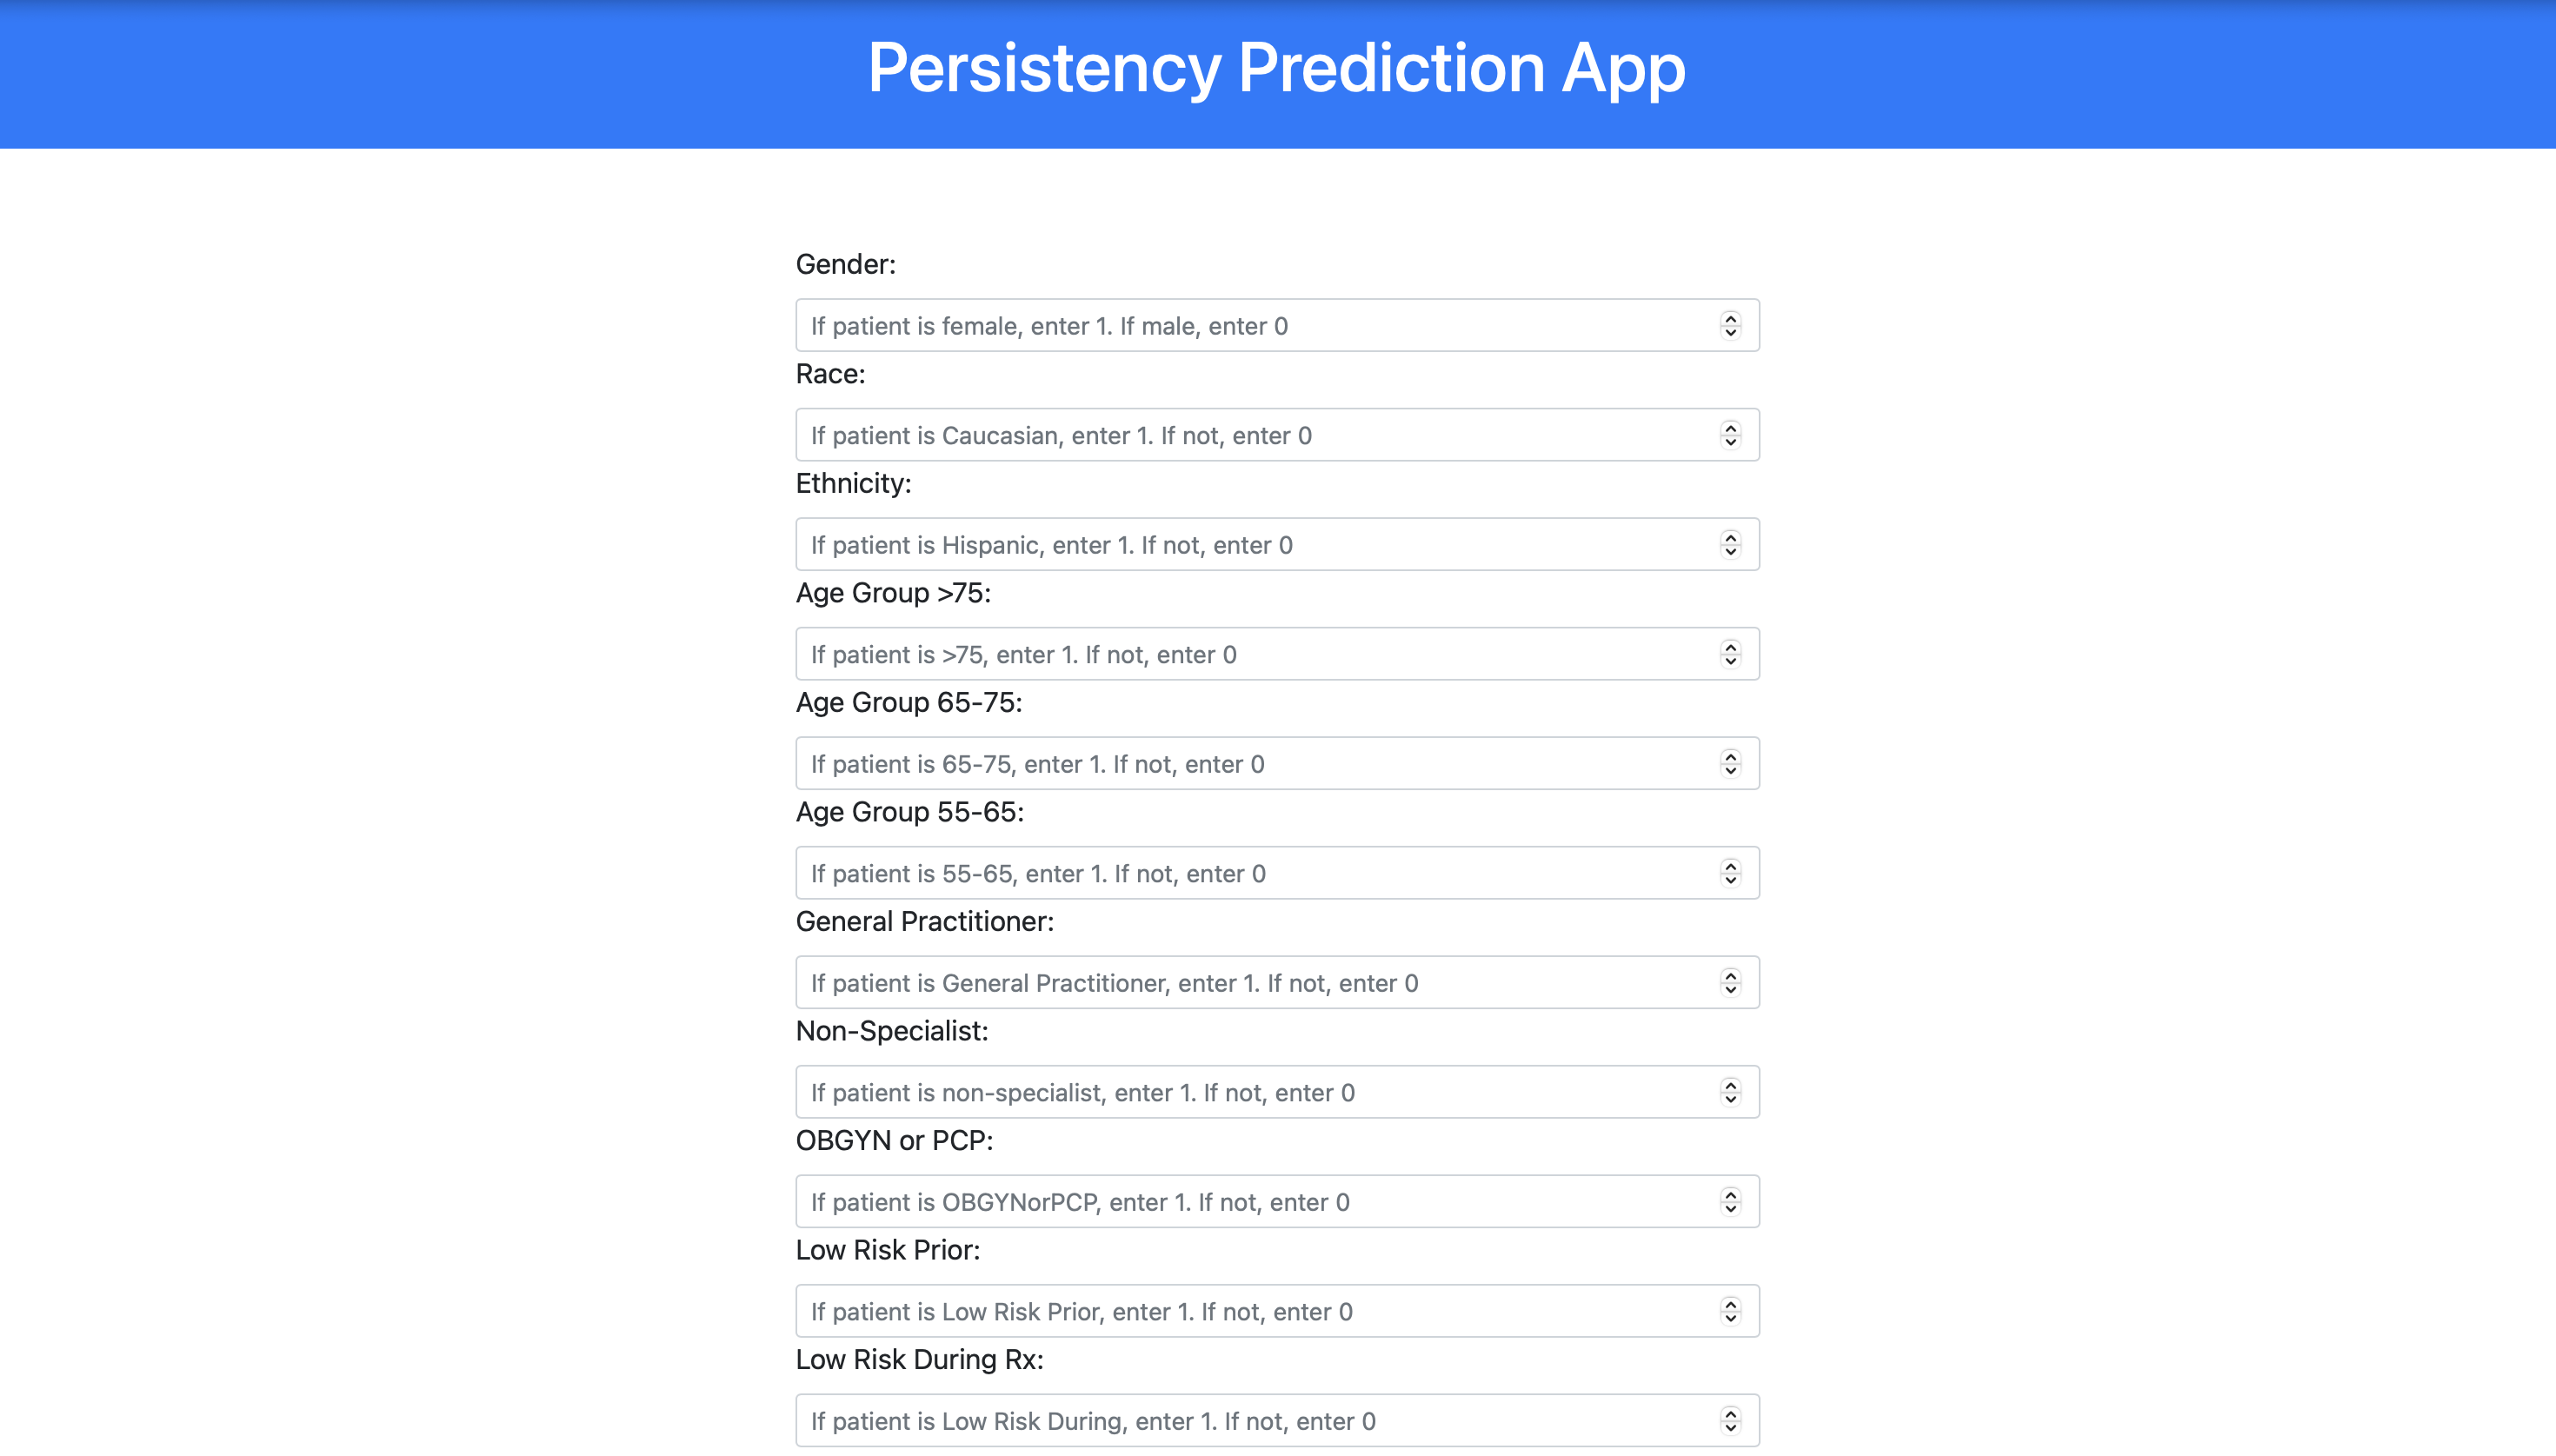 Persistency Prediction App
Gender:
If patient is female, enter 1. If male, enter 0
Race:
If patient is Caucasian, enter 1. If not, enter 0
Ethnicity:
If patient is Hispanic, enter 1. If not, enter 0
Age Group >75:
If patient is >75, enter 1. If not, enter 0
Age Group 65-75:
If patient is 65-75, enter 1. If not, enter 0
Age Group 55-65:
If patient is 55-65, enter 1. If not, enter 0
General Practitioner:
If patient is General Practitioner, enter 1. If not, enter 0
Non-Specialist:
If patient is non-specialist, enter 1. If not, enter 0
OBGYN or PCP:
If patient is OBGYNorPCP, enter 1. If not, enter 0
Low Risk Prior:
If patient is Low Risk Prior, enter 1. If not, enter 0
Low Risk During Rx:
If patient is Low Risk During, enter 1. If not, enter 0